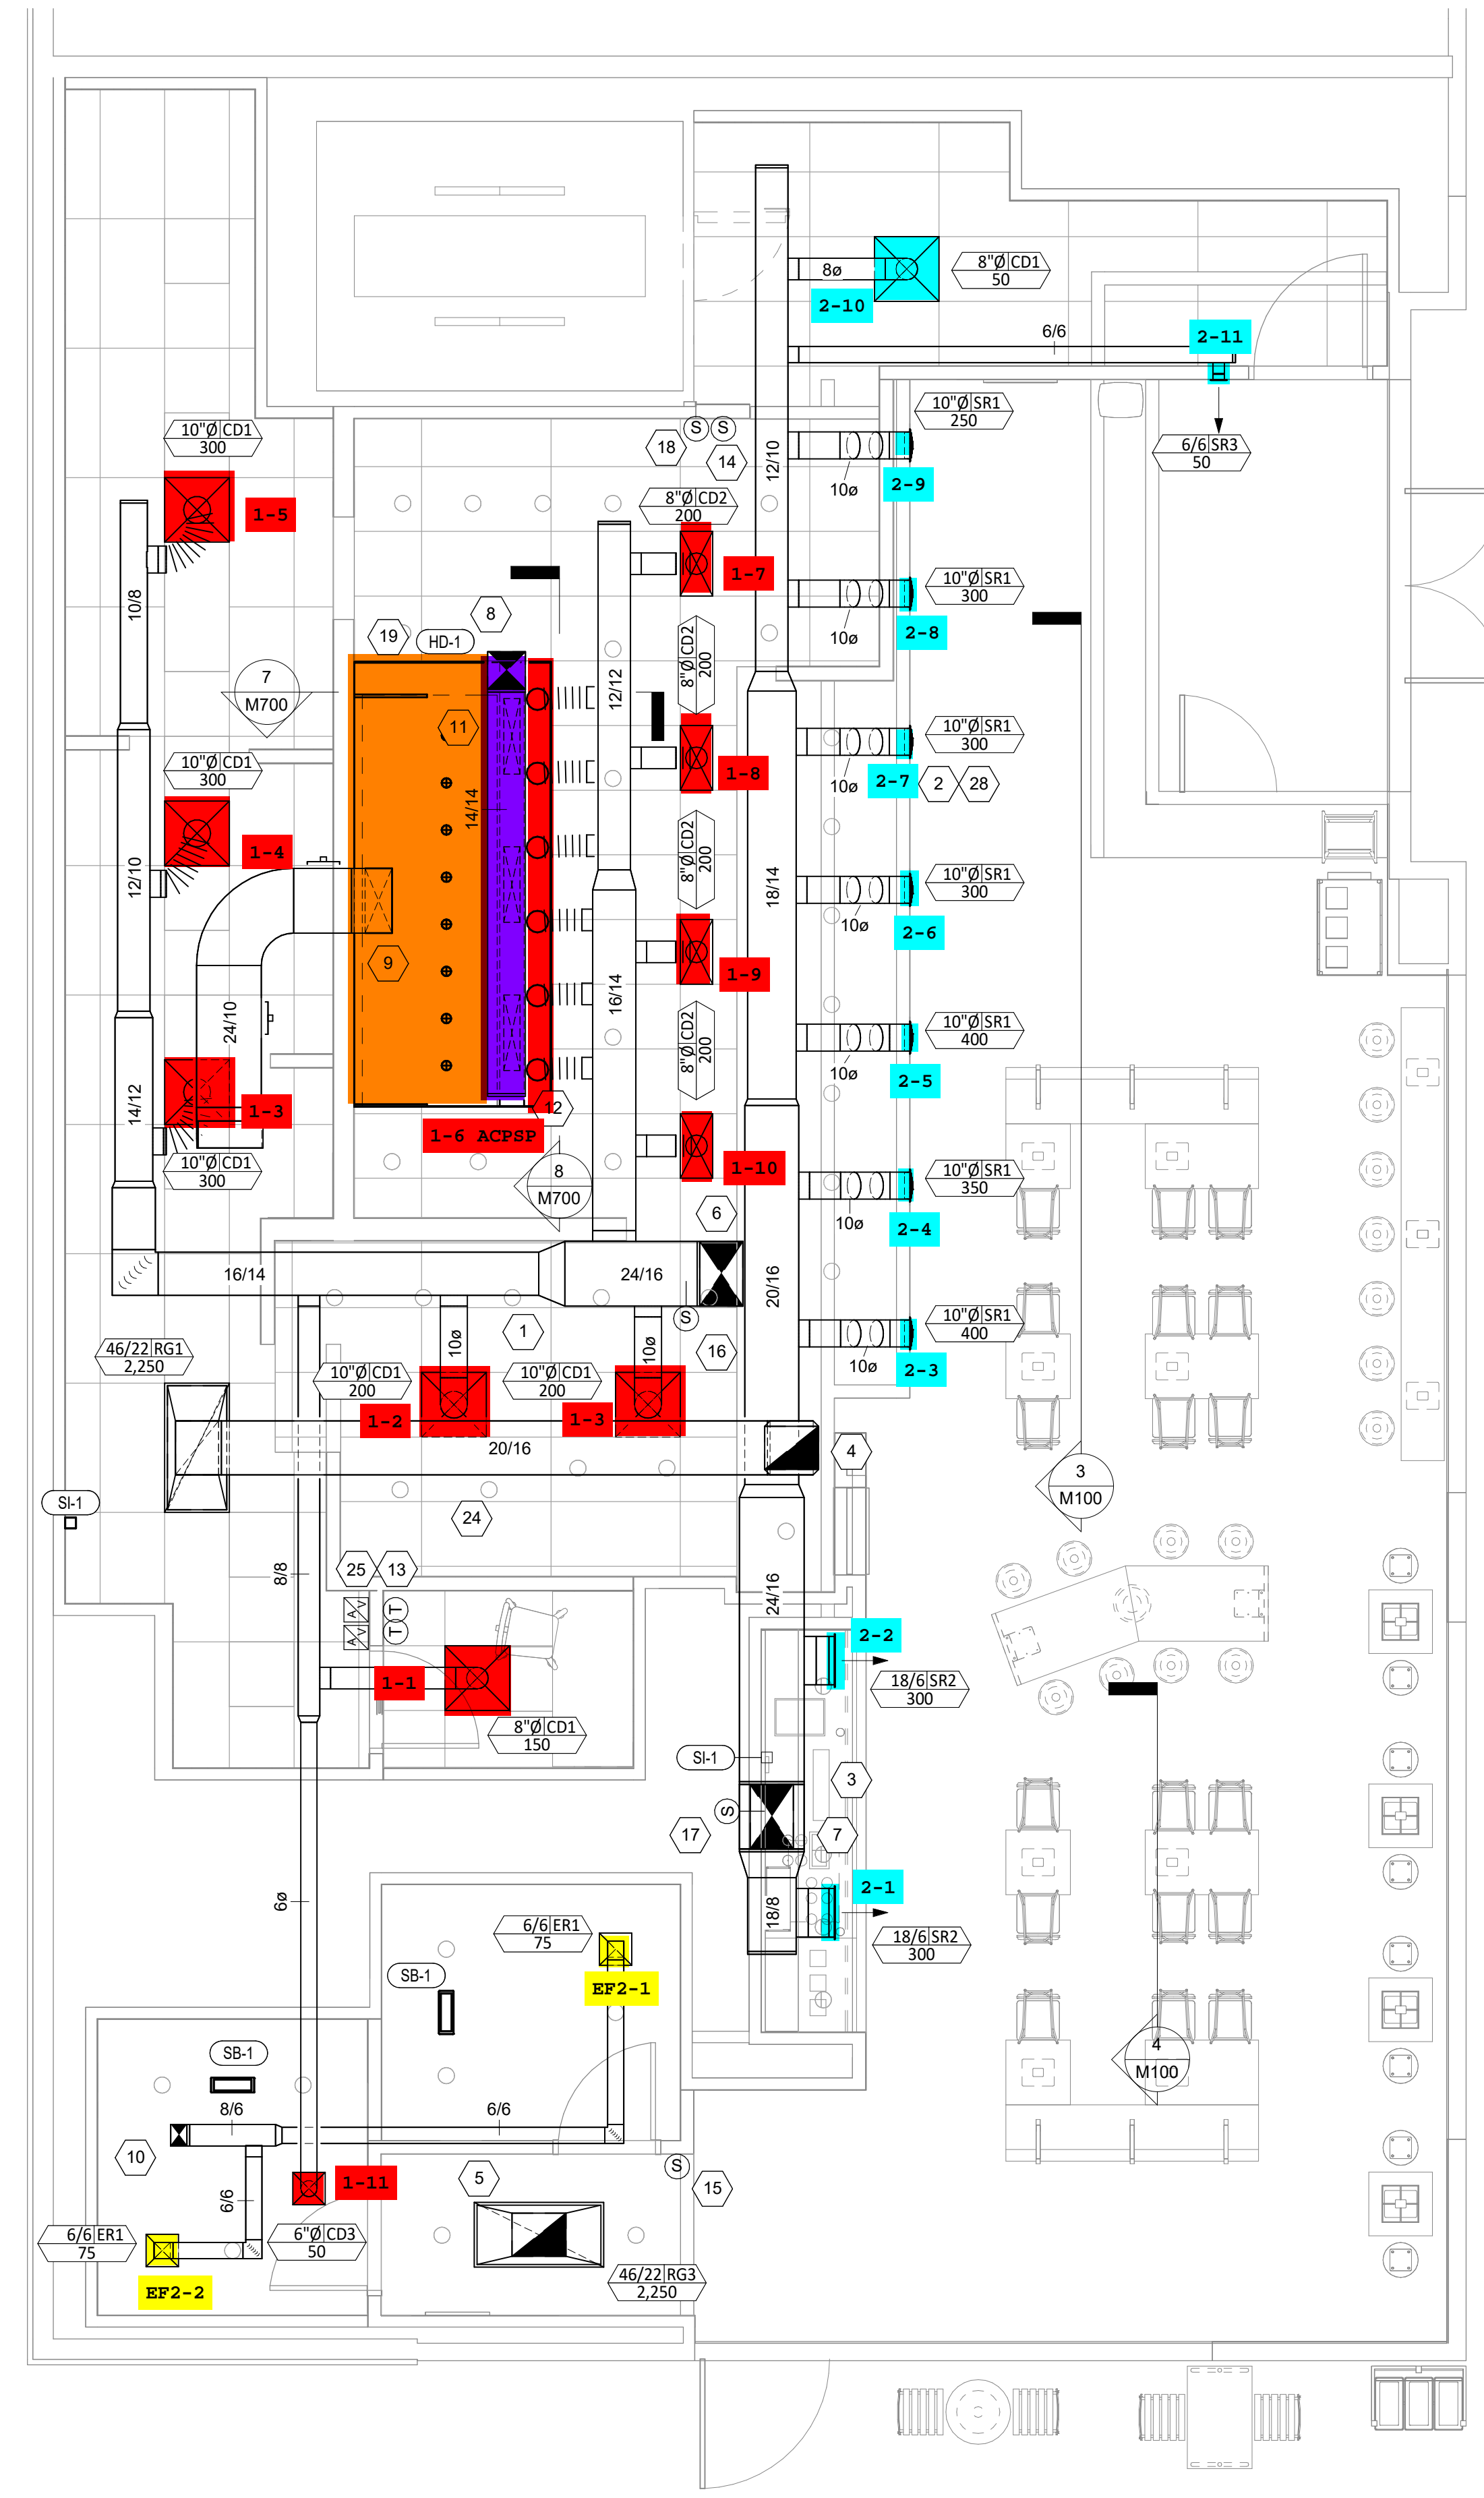 8ø
8"Ø CD1
50
2-10
6/6
2-11
10"Ø SR1
250
6/6 SR3
50
10"Ø CD1
300
S
S
18
14
12/10
10ø
2-9
8"Ø CD2
200
1-5
1-7
10"Ø SR1
300
10ø
2-8
10/8
19
HD-1
8
8"Ø CD2
200
12/12
7
M700
11
10"Ø SR1
300
10"Ø CD1
300
1-8
10ø
2-7
2
28
14/14
1-4
12/10
8"Ø CD2
200
18/14
10"Ø SR1
300
10ø
2-6
9
1-9
16/14
24/10
8"Ø CD2
200
10"Ø SR1
400
10ø
2-5
14/12
1-3
12
1-6 ACPSP
10"Ø CD1
300
8
M700
1-10
10"Ø SR1
350
10ø
2-4
6
16/14
24/16
20/16
S
1
10ø
10ø
16
10"Ø SR1
400
10ø
2-3
46/22 RG1
2,250
10"Ø CD1
200
10"Ø CD1
200
1-2
1-3
20/16
4
3
M100
SI-1
24
8/8
25
13
A
V
T
A
V
T
24/16
2-2
1-1
18/6 SR2
300
8"Ø CD1
150
SI-1
3
S
17
7
2-1
6ø
18/8
6/6 ER1
75
18/6 SR2
300
SB-1
EF2-1
SB-1
4
M100
8/6
6/6
10
1-11
5
S
15
6/6
6/6 ER1
75
6"Ø CD3
50
46/22 RG3
2,250
EF2-2